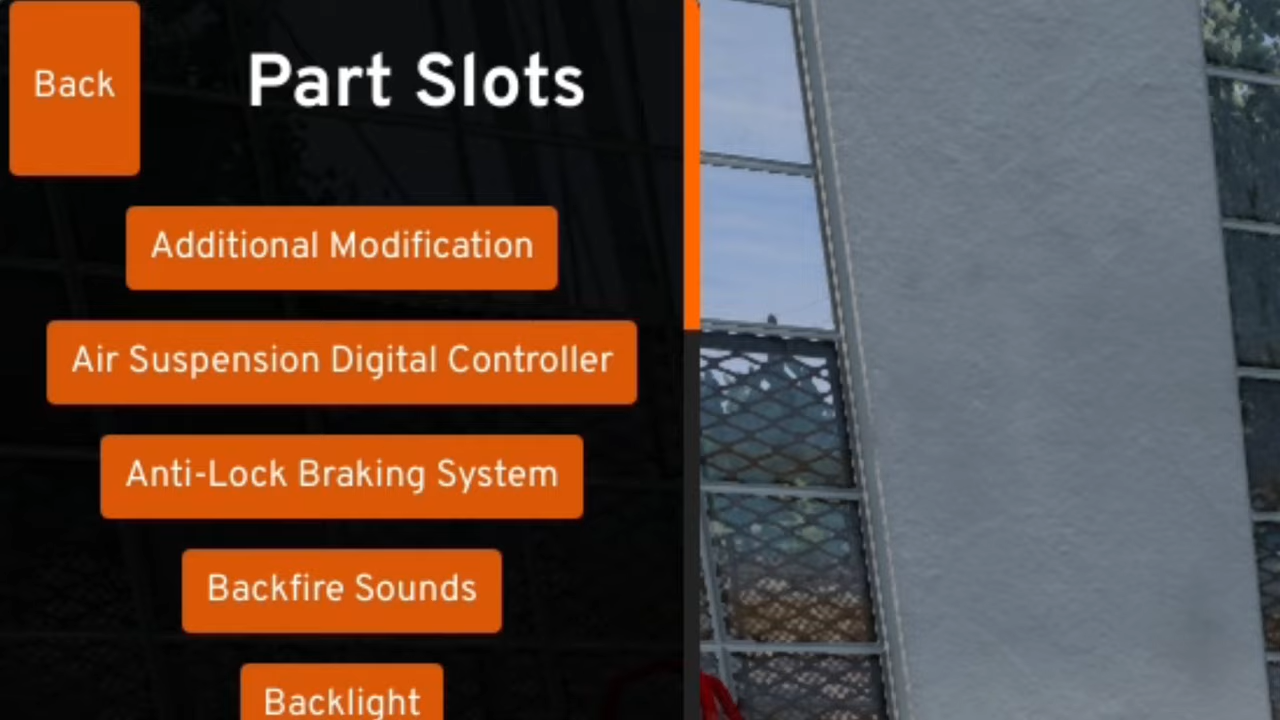 Back
Part Slots
Additional Modification
Air Suspension Digital Controller
Anti-Lock Braking System
Backfire Sounds
Backlight